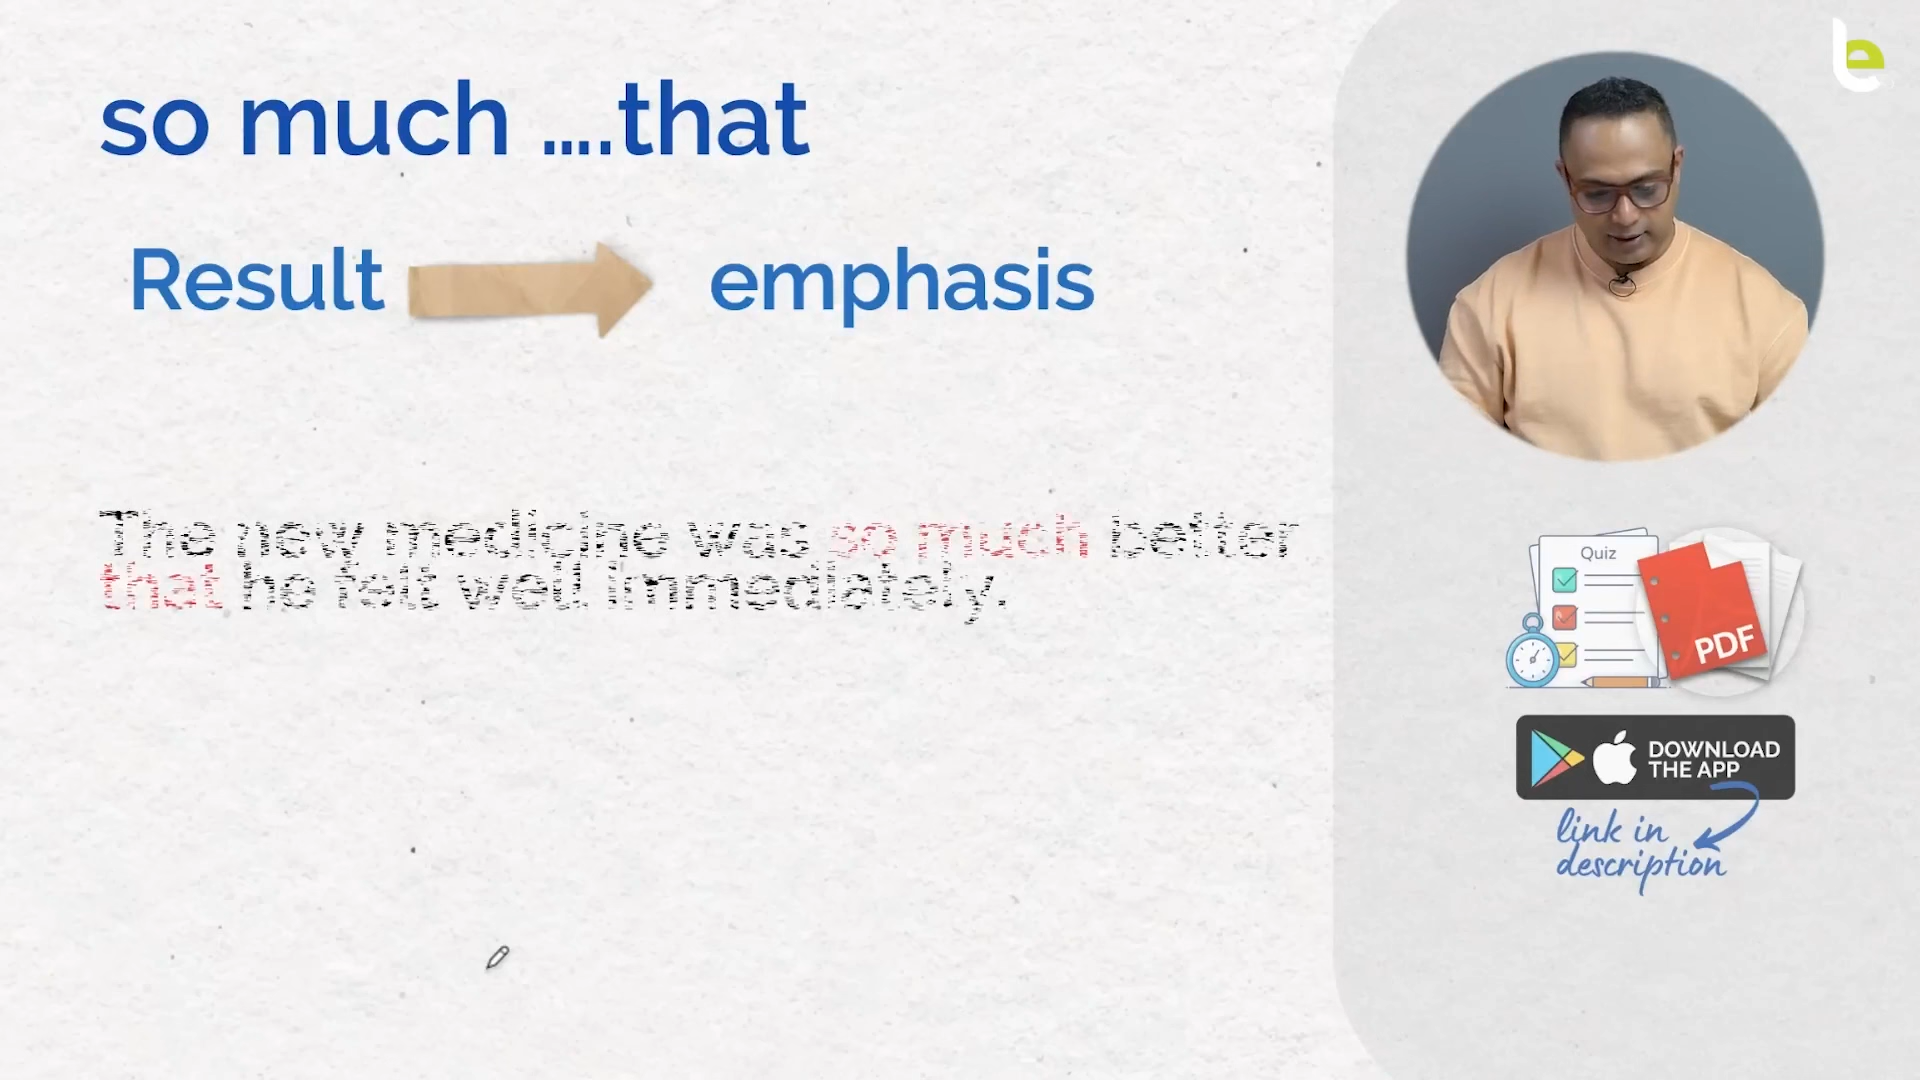 so much ....that
Result
emphasis
The new medicine was so much better
that he felt well immediately.
Quiz
PDF
DOWNLOAD
THE APP
link in
description